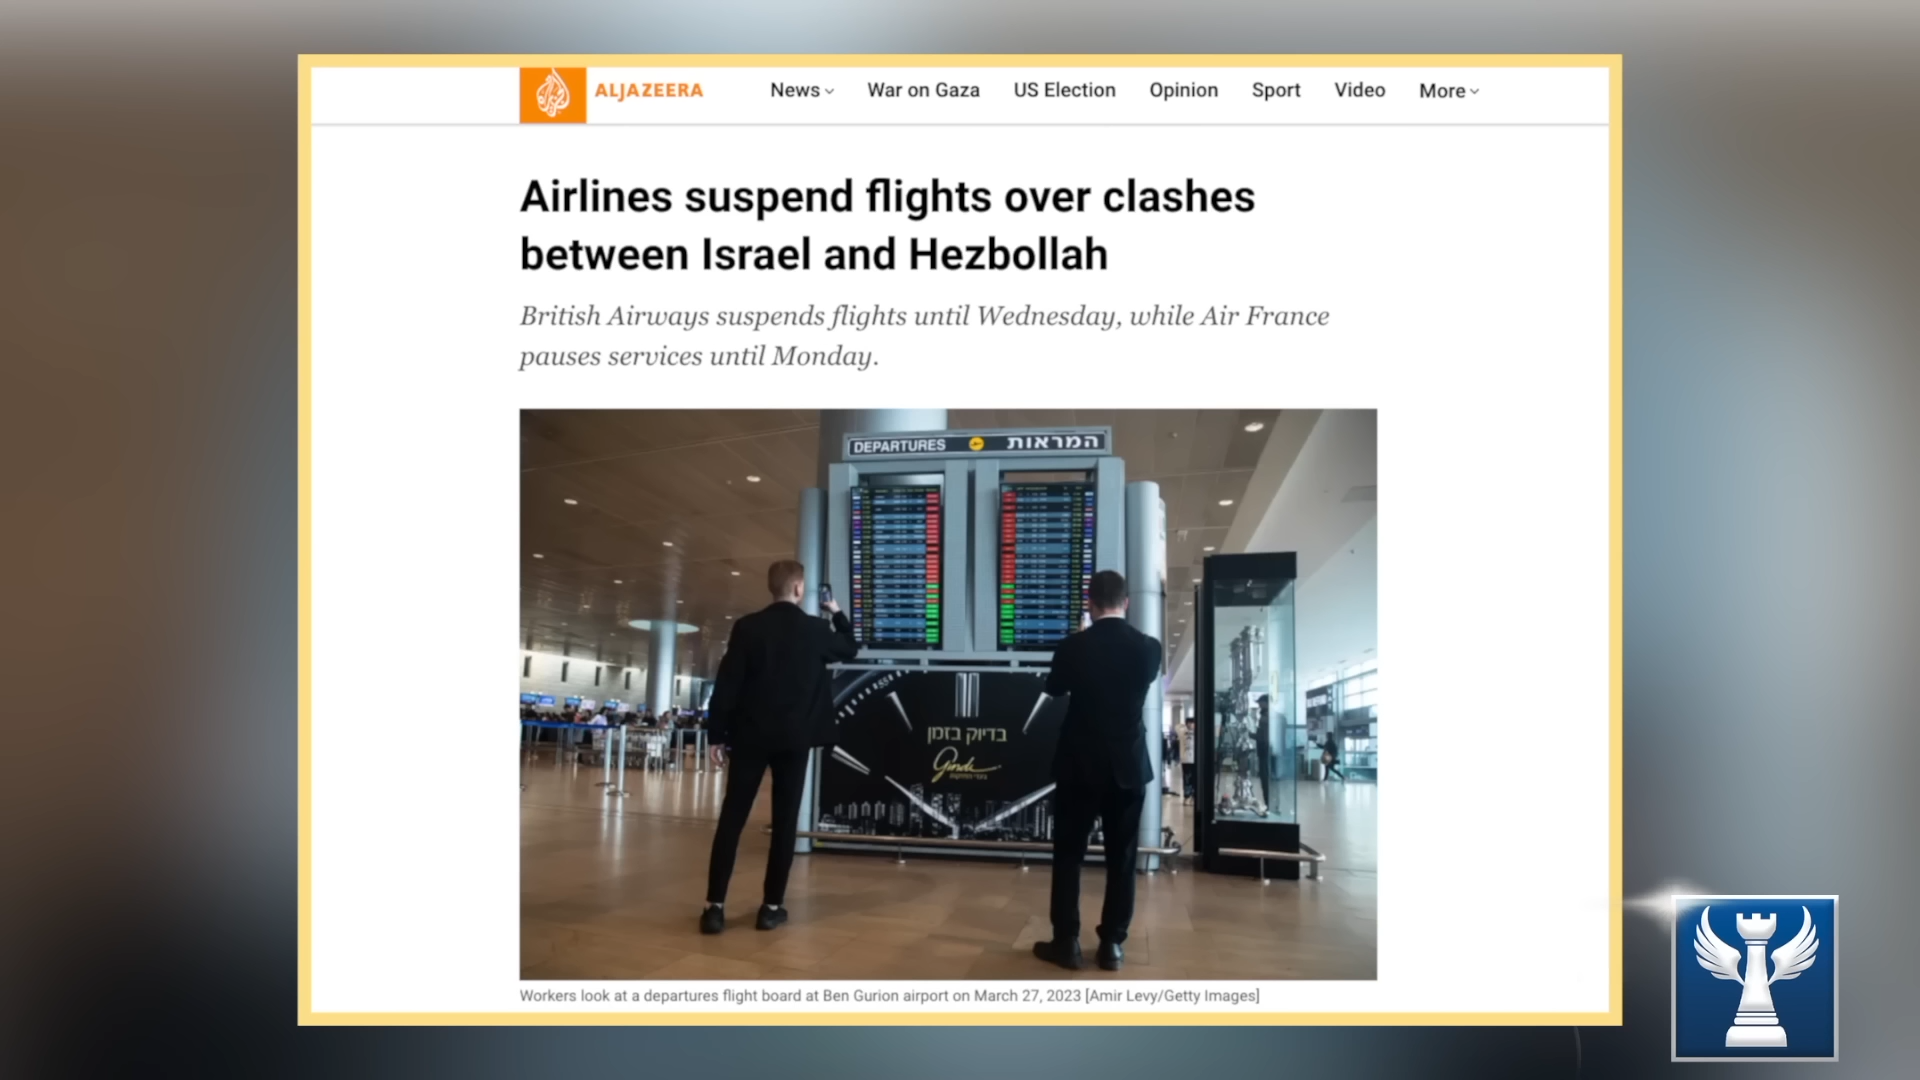 ALJAZEERA
News
War on Gaza
US Election
Opinion
Sport
Video
More
Airlines suspend flights over clashes
between Israel and Hezbollah
British Airways suspends flights until Wednesday, while Air France
pauses services until Monday.
DEPARTURES המראות
בדיוק בזמן
Gindi
Workers look at a departures flight board at Ben Gurion airport on March 27, 2023 [Amir Levy/Getty Images]